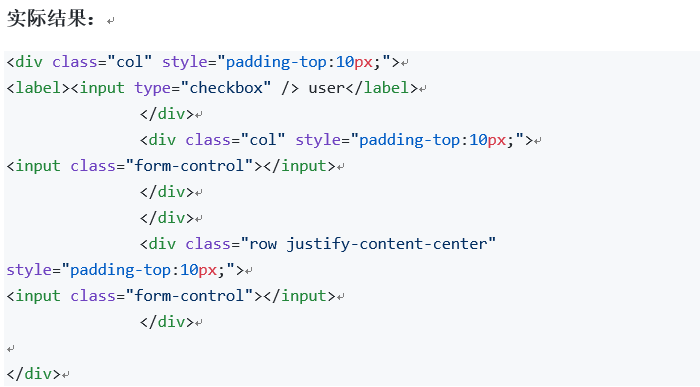 实际结果：
<div class="col" style="padding-top:10px;">
<label><input type="checkbox" /> user</label>
</div>
<div class="col" style="padding-top:10px;">
<input class="form-control"></input>
</div>
</div>
<div class="row justify-content-center"
style="padding-top:10px;">
<input class="form-control"></input>
</div>
</div>